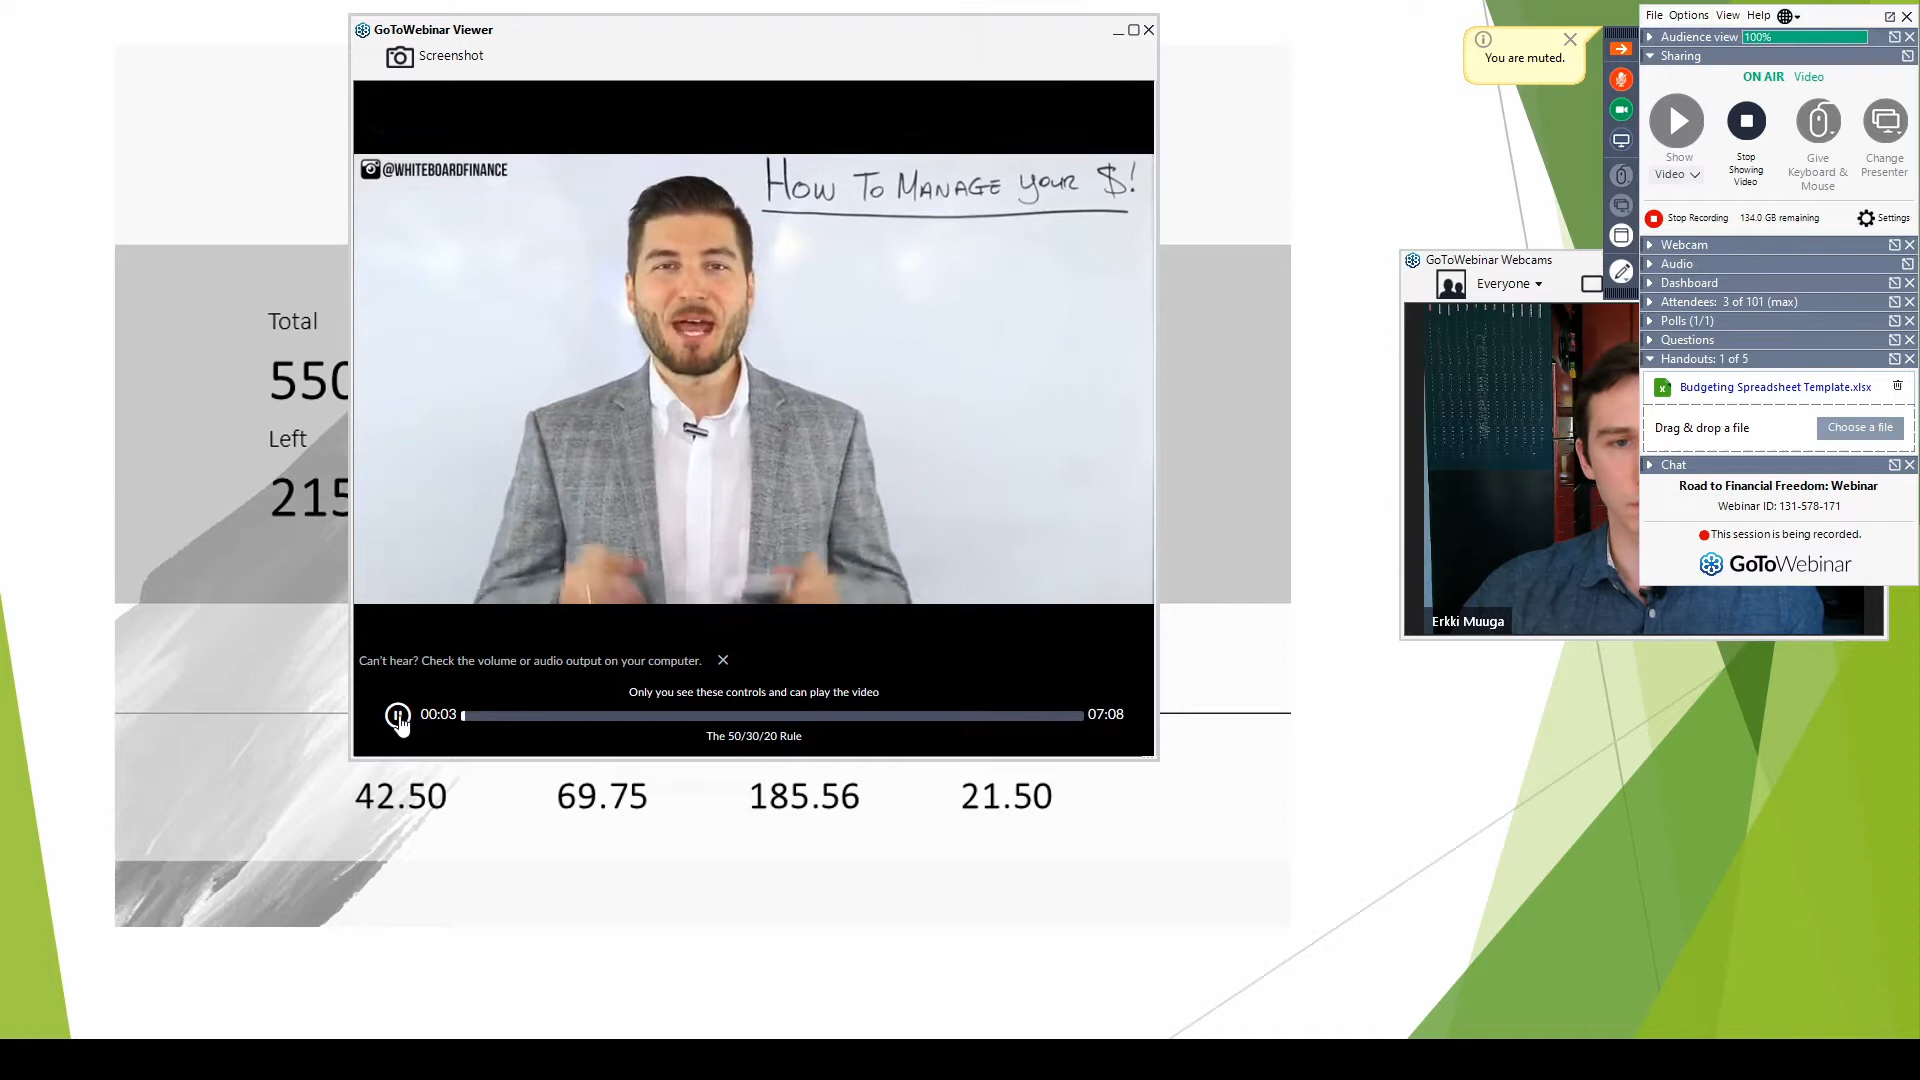 GoToWebinar Viewer
Screenshot
@WHITEBOARDFINANCE
HOW TO MANAGE YOUR $!
Can't hear? Check the volume or audio output on your computer.
Only you see these controls and can play the video
00:03
07:08
The 50/30/20 Rule
Total
550
Left
215
42.50 69.75 185.56 21.50
You are muted.
GoToWebinar Webcams
Everyone
Erkki Muuga
File Options View Help
Audience view 100%
Sharing
ON AIR Video
Show
Video
Stop
Showing
Video
Give
Keyboard &
Mouse
Change
Presenter
Stop Recording 134.0 GB remaining Settings
Webcam
Audio
Dashboard
Attendees: 3 of 101 (max)
Polls (1/1)
Questions
Handouts: 1 of 5
Budgeting Spreadsheet Template.xlsx
Drag & drop a file Choose a file
Chat
Road to Financial Freedom: Webinar
Webinar ID: 131-578-171
This session is being recorded.
GoToWebinar